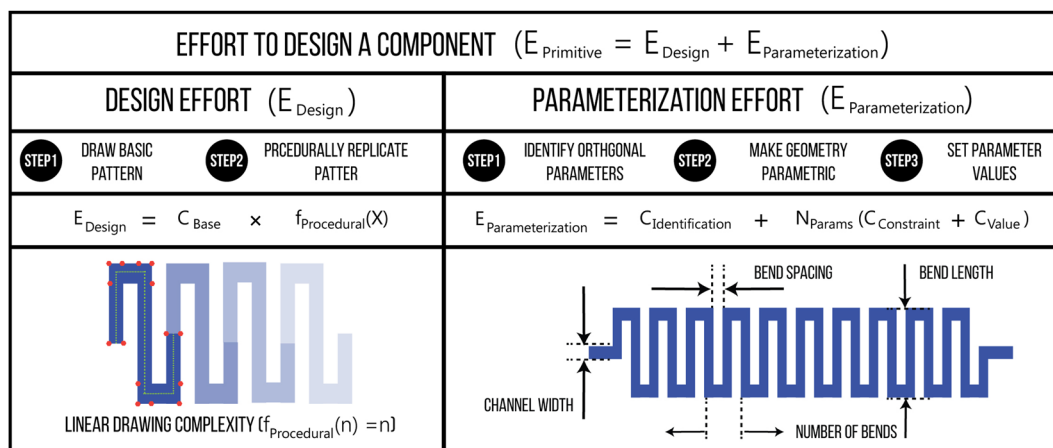 EFFORT TO DESIGN A COMPONENT (E Primitive = E Design + E Parameterization)
DESIGN EFFORT (E Design)
PARAMETERIZATION EFFORT (E Parameterization)
STEP1 DRAW BASIC
PATTERN
STEP2 PRCEDURALLY REPLICATE
PATTER
STEP1 IDENTIFY ORTHGONAL
PARAMETERS
STEP2 MAKE GEOMETRY
PARAMETRIC
STEP3 SET PARAMETER
VALUES
E Design = C Base × f Procedural (X)
E Parameterization = C Identification + N Params (C Constraint + C Value)
LINEAR DRAWING COMPLEXITY (f Procedural (n) = n)
BEND SPACING
BEND LENGTH
CHANNEL WIDTH
NUMBER OF BENDS